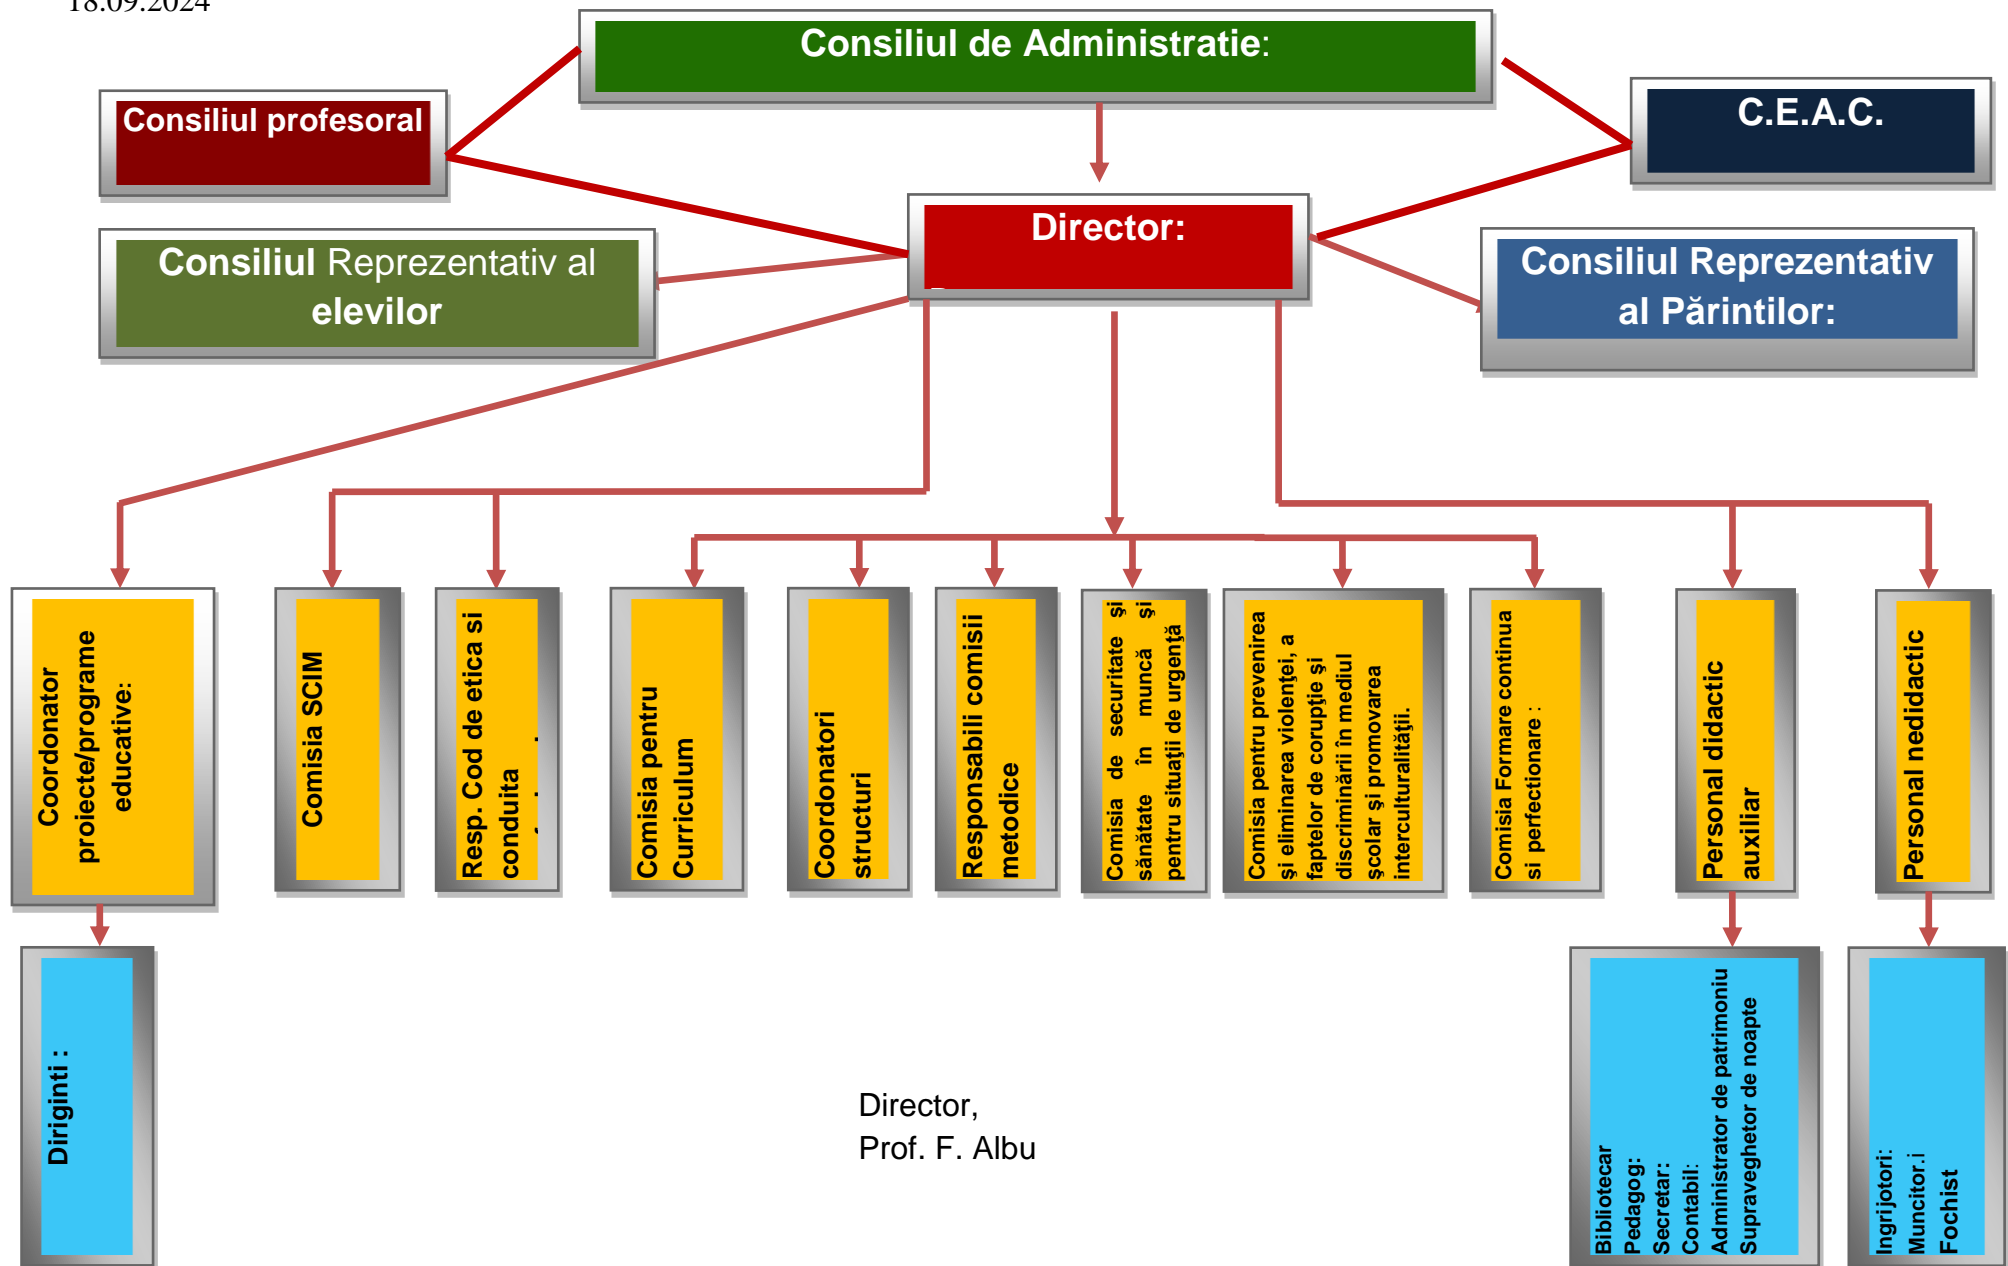 18.09.2024
Consiliul de Administratie:
Consiliul profesoral
C.E.A.C.
Director:
Consiliul Reprezentativ al
elevilor
Consiliul Reprezentativ
al Părintilor:
Coordonator
proiecte/programe
educative:
Comisia SCIM
Resp. Cod de etica si
conduita
Comisia pentru
Curriculum
Coordonatori
structuri
Responsabili comisii
metodice
Comisia de securitate şi
sănătate în muncă şi
pentru situaţii de urgenţă
Comisia pentru prevenirea
şi eliminarea violenţei, a
faptelor de corupţie şi
discriminării în mediul
şcolar şi promovarea
interculturalităţii.
Comisia Formare continua
si perfectionare :
Personal didactic
auxiliar
Personal nedidactic
Diriginti :
Bibliotecar
Pedagog:
Secretar:
Contabil:
Administrator de patrimoniu
Supraveghetor de noapte
Ingrijotori:
Muncitor.i
Fochist
Director,
Prof. F. Albu